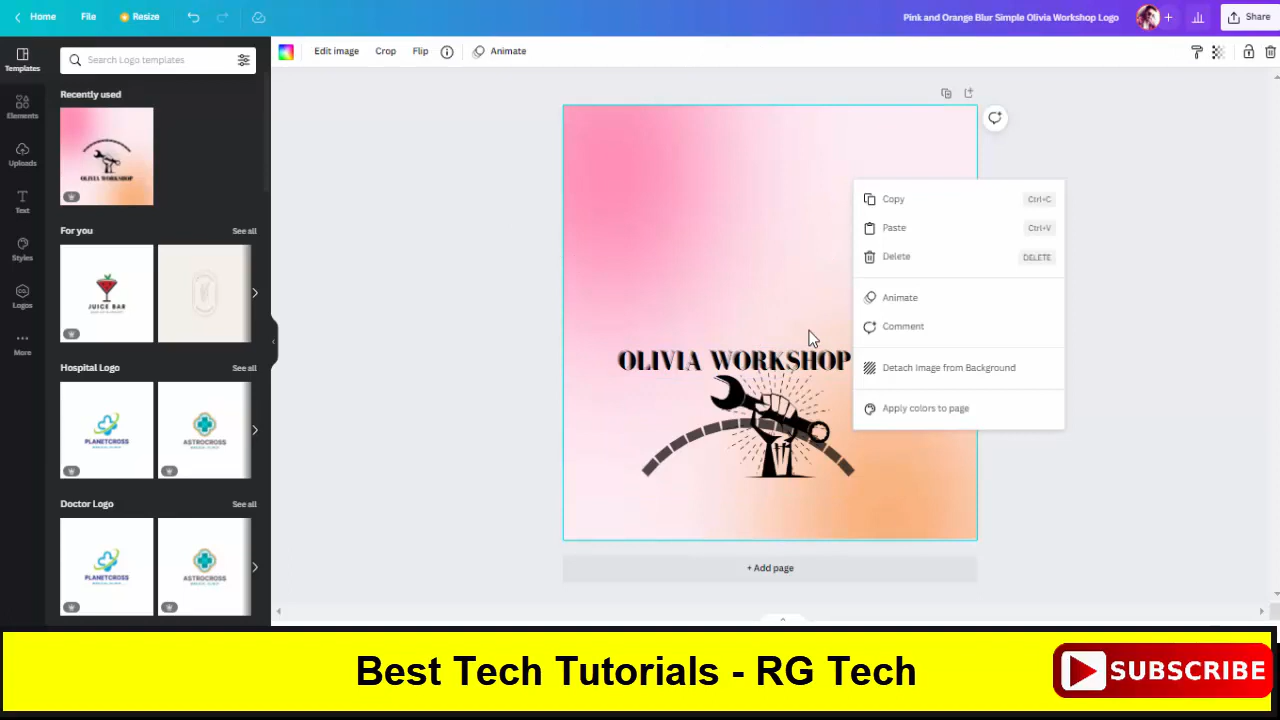 Home
File
Resize
Pink and Orange Blur Simple Olivia Workshop Logo
Share
Templates
Elements
Uploads
Text
Styles
Logos
More
Search Logo templates
Recently used
OLIVIA WORKSHOP
For you
See all
JUICE BAR
Hospital Logo
See all
PLANETCROSS
ASTROCROSS
Doctor Logo
See all
PLANETCROSS
ASTROCROSS
Edit image
Crop
Flip
Animate
OLIVIA WORKSHOP
Copy Ctrl+C
Paste Ctrl+V
Delete DELETE
Animate
Comment
Detach Image from Background
Apply colors to page
+ Add page
Best Tech Tutorials - RG Tech
SUBSCRIBE